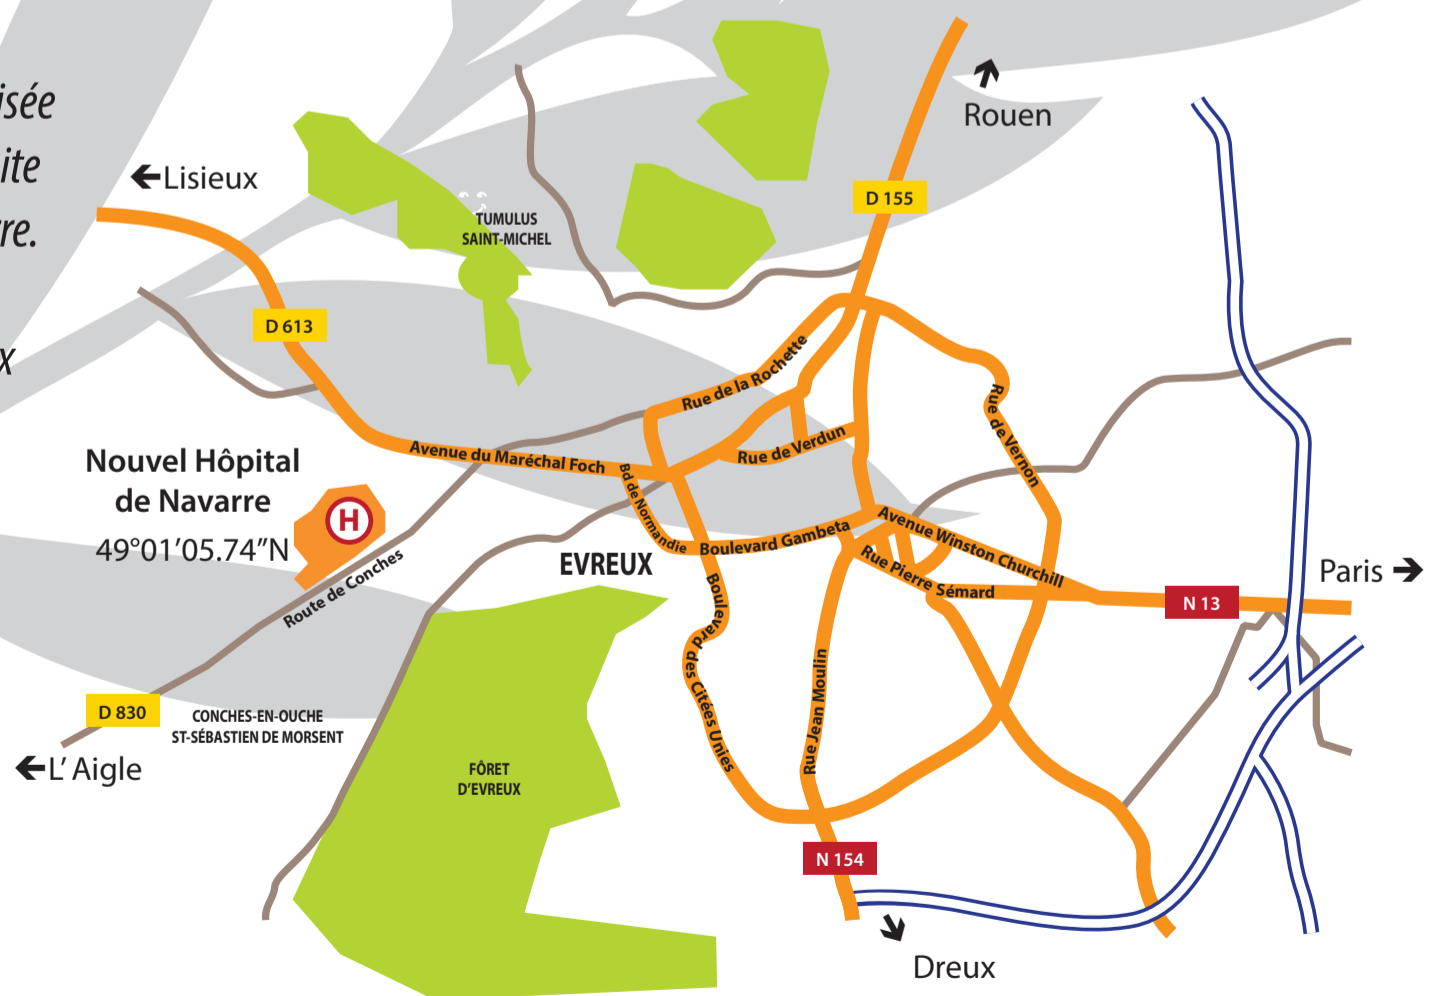 isée
ite
re.
x
Rouen
Lisieux
D 155
TUMULUS
SAINT-MICHEL
D 613
Rue de la Rochette
Rue de Vernon
Rue de Verdun
Avenue du Maréchal Foch
Bd de Normandie
Nouvel Hôpital
de Navarre
H
49°01’05.74’’N
Route de Conches
EVREUX
Boulevard Gambeta
Avenue Winston Churchill
Rue Pierre Sémard
Paris
N 13
Boulevard des Citées Unies
Rue Jean Moulin
D 830
CONCHES-EN-OUCHE
ST-SÉBASTIEN DE MORSENT
L’ Aigle
FÔRET
D’EVREUX
N 154
Dreux